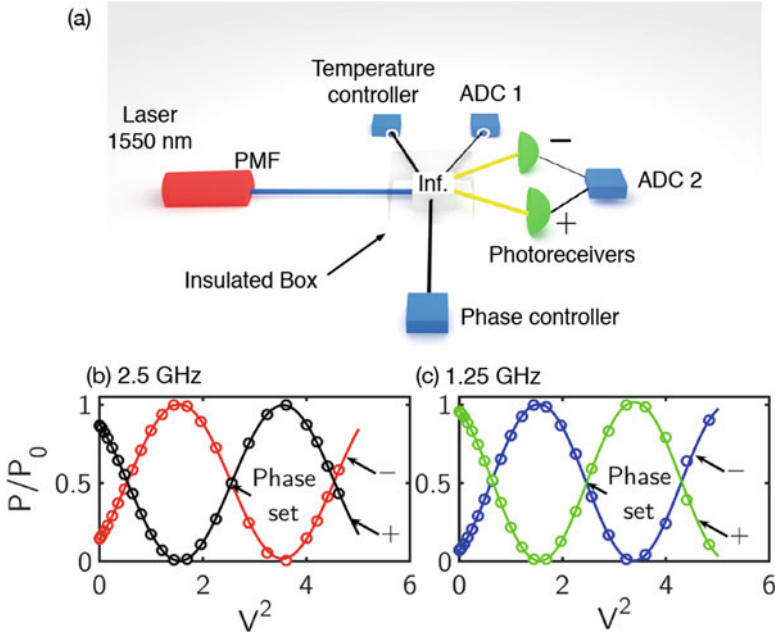 (a)
Temperature
controller
ADC 1
Laser
1550 nm
PMF
Inf.
−
ADC 2
+
Photoreceivers
Insulated Box
Phase controller
(b) 2.5 GHz
(c) 1.25 GHz
P/P₀
1
0.5
0
Phase
set
−
+
0 2 4 6
V²
1
0.5
0
Phase
set
−
+
0 2 4 6
V²